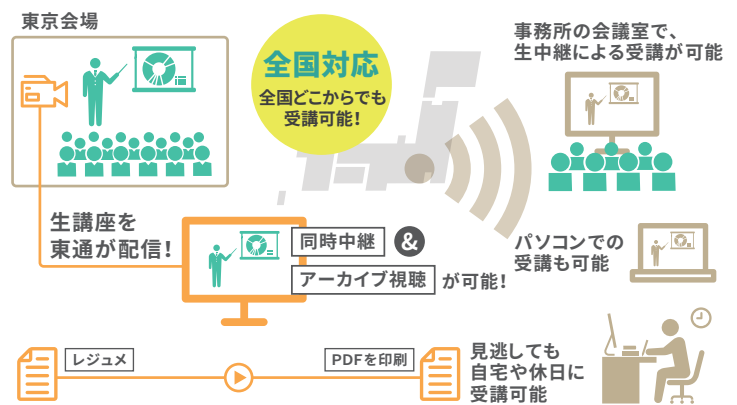 東京会場
全国対応
全国どこからでも
受講可能！
事務所の会議室で、
生中継による受講が可能
生講座を
東通が配信！
同時中継
&
アーカイブ視聴 が可能！
パソコンでの
受講も可能
レジュメ
PDFを印刷
見逃しても
自宅や休日に
受講可能